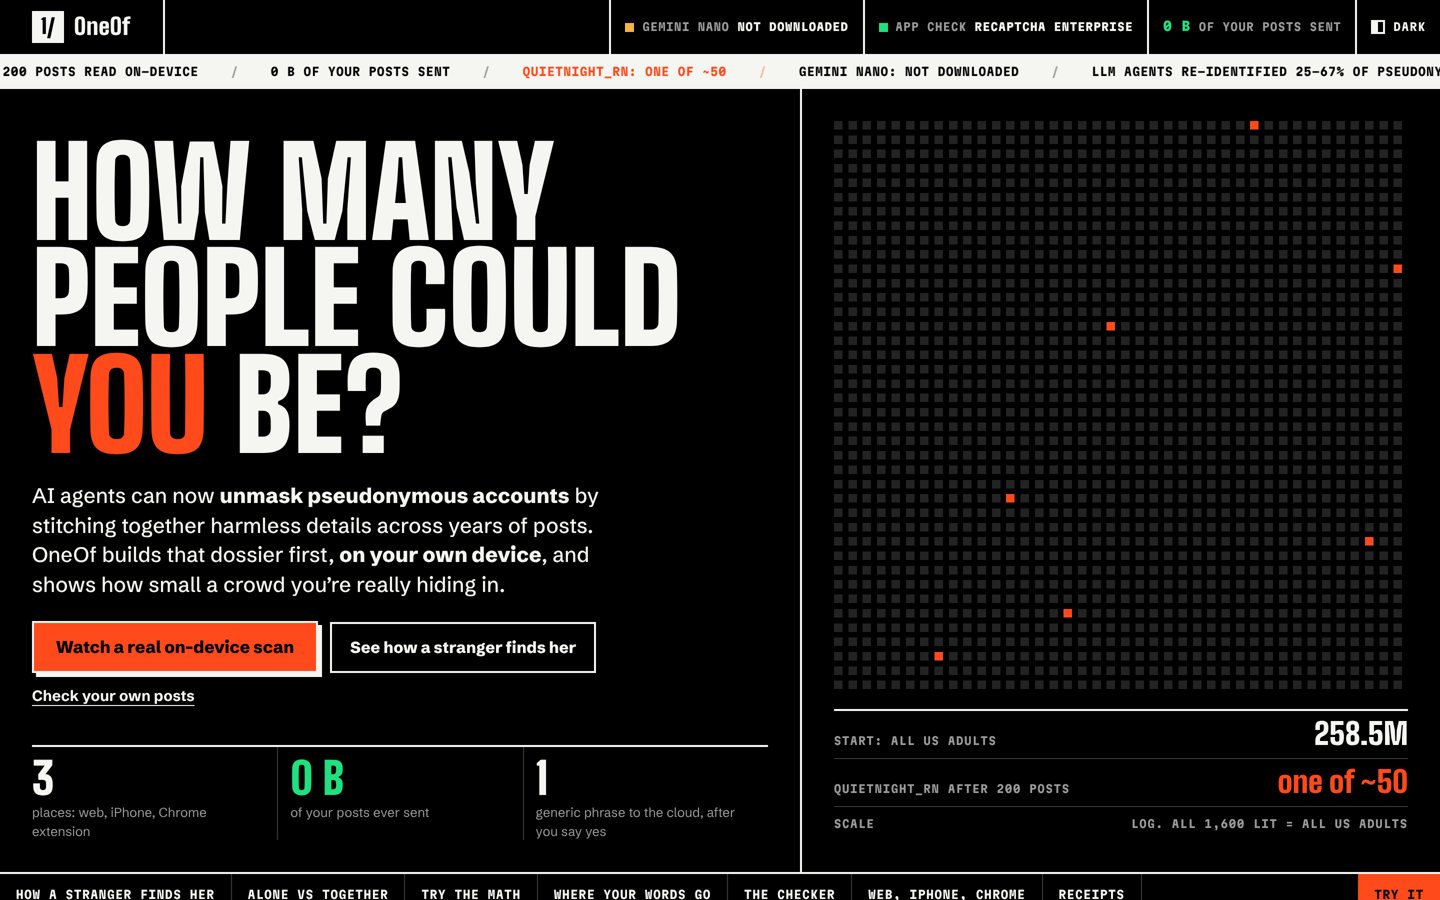 1/ OneOf
GEMINI NANO NOT DOWNLOADED
APP CHECK RECAPTCHA ENTERPRISE
0 B OF YOUR POSTS SENT
DARK
200 POSTS READ ON-DEVICE / 0 B OF YOUR POSTS SENT / QUIETNIGHT_RN: ONE OF ~50 / GEMINI NANO: NOT DOWNLOADED / LLM AGENTS RE-IDENTIFIED 25–67% OF PSEUDONY
HOW MANY
PEOPLE COULD
YOU BE?
AI agents can now unmask pseudonymous accounts by
stitching together harmless details across years of posts.
OneOf builds that dossier first, on your own device, and
shows how small a crowd you’re really hiding in.
Watch a real on-device scan
See how a stranger finds her
Check your own posts
3
places: web, iPhone, Chrome
extension
0 B
of your posts ever sent
1
generic phrase to the cloud, after
you say yes
START: ALL US ADULTS 258.5M
QUIETNIGHT_RN AFTER 200 POSTS one of ~50
SCALE LOG. ALL 1,600 LIT = ALL US ADULTS
HOW A STRANGER FINDS HER
ALONE VS TOGETHER
TRY THE MATH
WHERE YOUR WORDS GO
THE CHECKER
WEB, IPHONE, CHROME
RECEIPTS
TRY IT